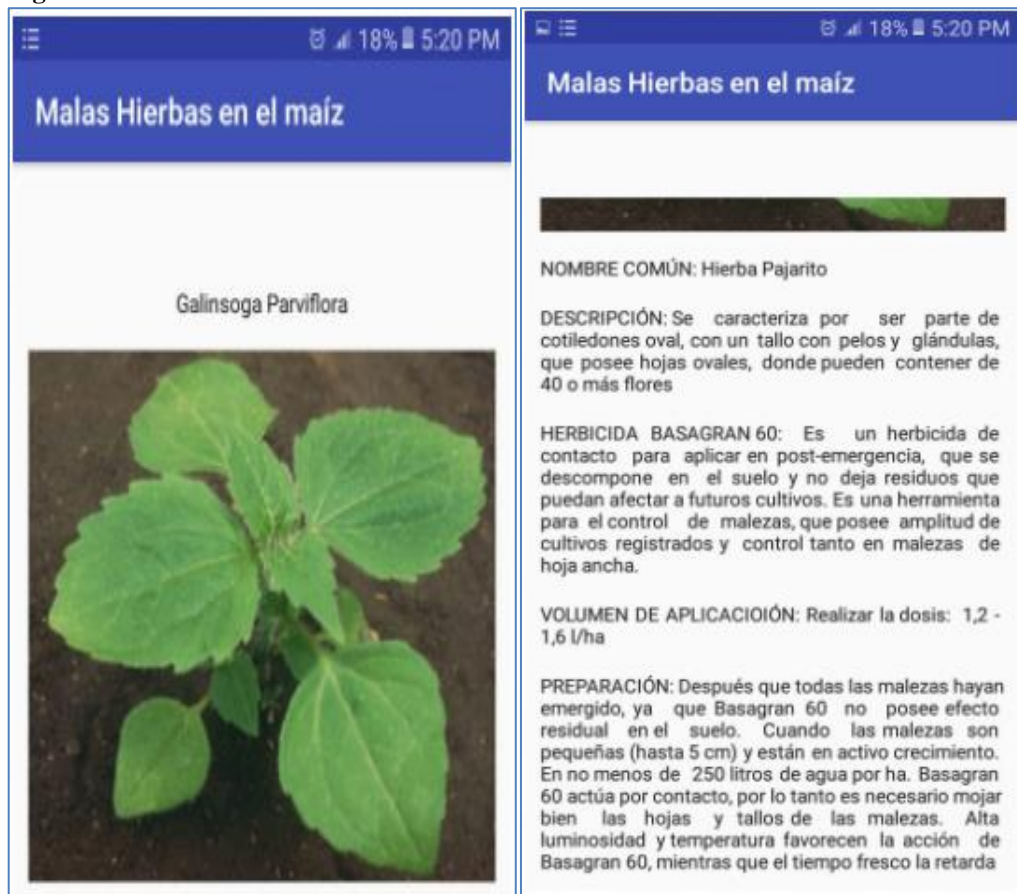 18% 5:20 PM
Malas Hierbas en el maíz
Galinsoga Parviflora
18% 5:20 PM
Malas Hierbas en el maíz
NOMBRE COMÚN: Hierba Pajarito
DESCRIPCIÓN: Se caracteriza por ser parte de
cotiledones oval, con un tallo con pelos y glándulas,
que posee hojas ovales, donde pueden contener de
40 o más flores
HERBICIDA BASAGRAN 60: Es un herbicida de
contacto para aplicar en post-emergencia, que se
descompone en el suelo y no deja residuos que
puedan afectar a futuros cultivos. Es una herramienta
para el control de malezas, que posee amplitud de
cultivos registrados y control tanto en malezas de
hoja ancha.
VOLUMEN DE APLICACIOIÓN: Realizar la dosis: 1,2 -
1,6 l/ha
PREPARACIÓN: Después que todas las malezas hayan
emergido, ya que Basagran 60 no posee efecto
residual en el suelo. Cuando las malezas son
pequeñas (hasta 5 cm) y están en activo crecimiento.
En no menos de 250 litros de agua por ha. Basagran
60 actúa por contacto, por lo tanto es necesario mojar
bien las hojas y tallos de las malezas. Alta
luminosidad y temperatura favorecen la acción de
Basagran 60, mientras que el tiempo fresco la retarda